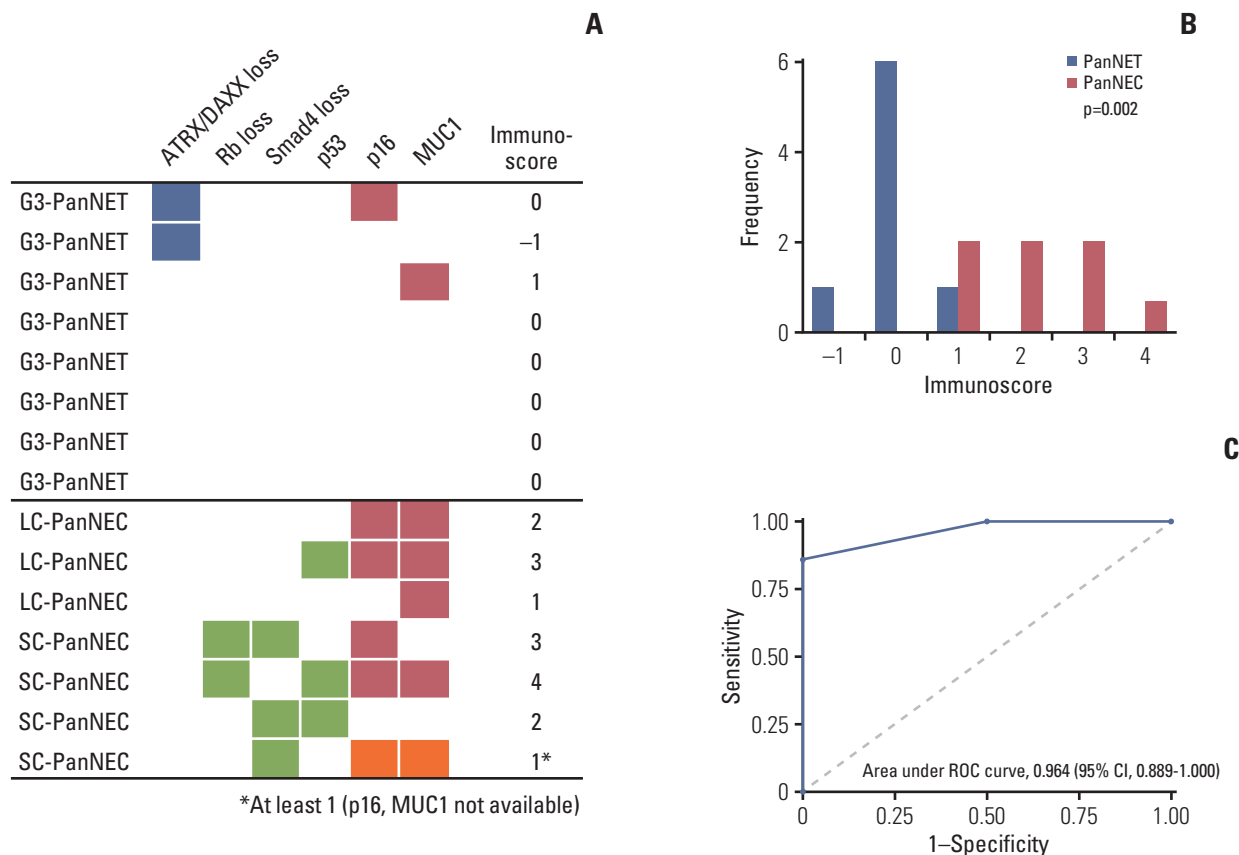 A
ATRX/DAXX loss
Rb loss
Smad4 loss
p53
p16
MUC1
Immuno-
score
G3-PanNET 0
G3-PanNET –1
G3-PanNET 1
G3-PanNET 0
G3-PanNET 0
G3-PanNET 0
G3-PanNET 0
G3-PanNET 0
LC-PanNEC 2
LC-PanNEC 3
LC-PanNEC 1
SC-PanNEC 3
SC-PanNEC 4
SC-PanNEC 2
SC-PanNEC 1*
*At least 1 (p16, MUC1 not available)
B
PanNET
PanNEC
p=0.002
Frequency
6
4
2
0
–1 0 1 2 3 4
Immunoscore
C
Sensitivity
1.00
0.75
0.50
0.25
0
Area under ROC curve, 0.964 (95% CI, 0.889-1.000)
0 0.25 0.50 0.75 1.00
1–Specificity